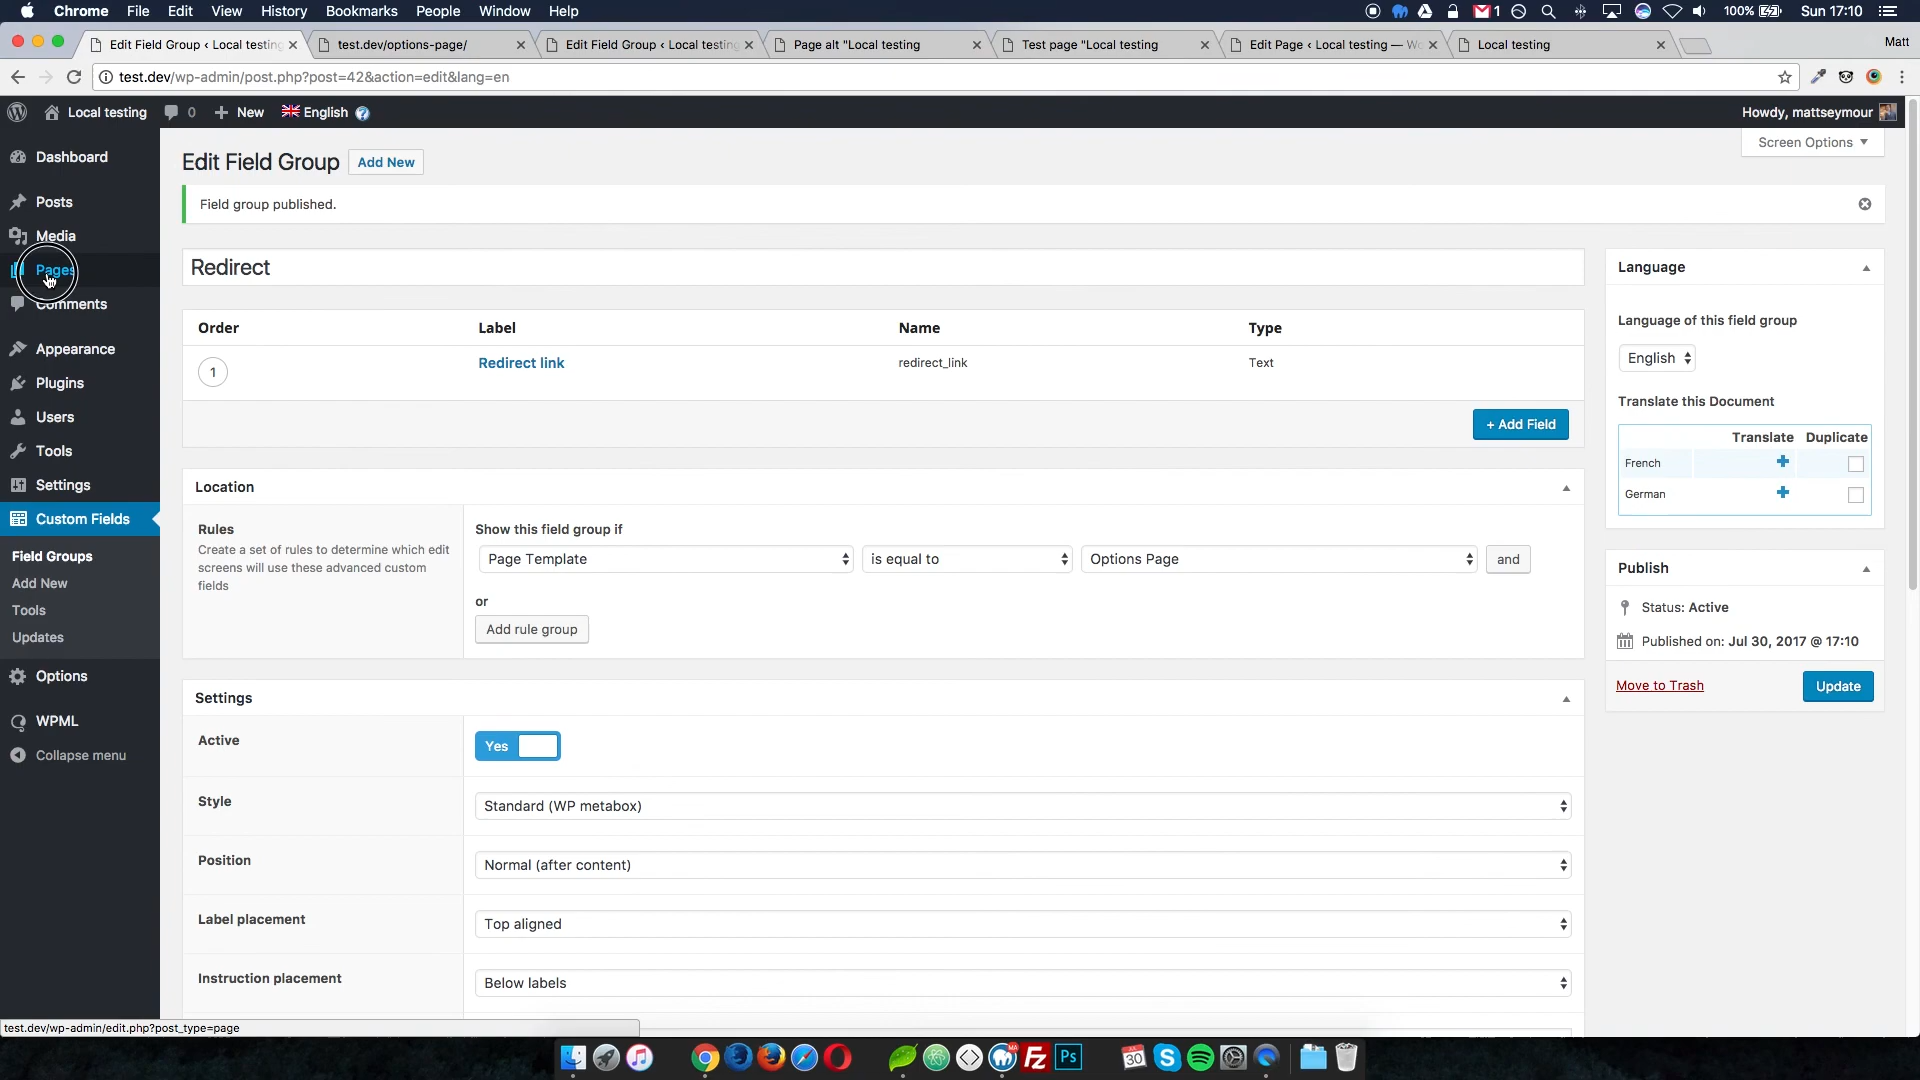 Chrome File Edit View History Bookmarks People Window Help 1 100% Sun 17:10
Edit Field Group ‹ Local testing test.dev/options-page/ Edit Field Group ‹ Local testing Page alt "Local testing Test page "Local testing Edit Page ‹ Local testing — Wo Local testing Matt
test.dev/wp-admin/post.php?post=42&action=edit&lang=en
Local testing 0 New English Howdy, mattseymour
Screen Options
Dashboard
Posts
Media
Pages
Comments
Appearance
Plugins
Users
Tools
Settings
Custom Fields
Field Groups
Add New
Tools
Updates
Options
WPML
Collapse menu
Edit Field Group Add New
Field group published.
Redirect
Order Label Name Type
1 Redirect link redirect_link Text
+ Add Field
Location
Rules
Create a set of rules to determine which edit
screens will use these advanced custom
fields
Show this field group if
Page Template is equal to Options Page and
or
Add rule group
Settings
Active Yes
Style Standard (WP metabox)
Position Normal (after content)
Label placement Top aligned
Instruction placement Below labels
Language
Language of this field group
English
Translate this Document
Translate Duplicate
French
German
Publish
Status: Active
Published on: Jul 30, 2017 @ 17:10
Move to Trash Update
test.dev/wp-admin/edit.php?post_type=page
MA Fz Ps 30